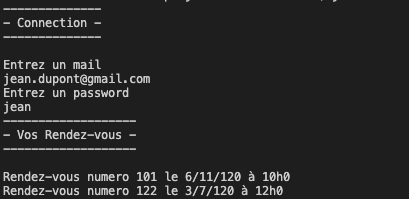 --------------
- Connection -
--------------
Entrez un mail
jean.dupont@gmail.com
Entrez un password
jean
-------------------
- Vos Rendez-vous -
-------------------
Rendez-vous numero 101 le 6/11/120 à 10h0
Rendez-vous numero 122 le 3/7/120 à 12h0